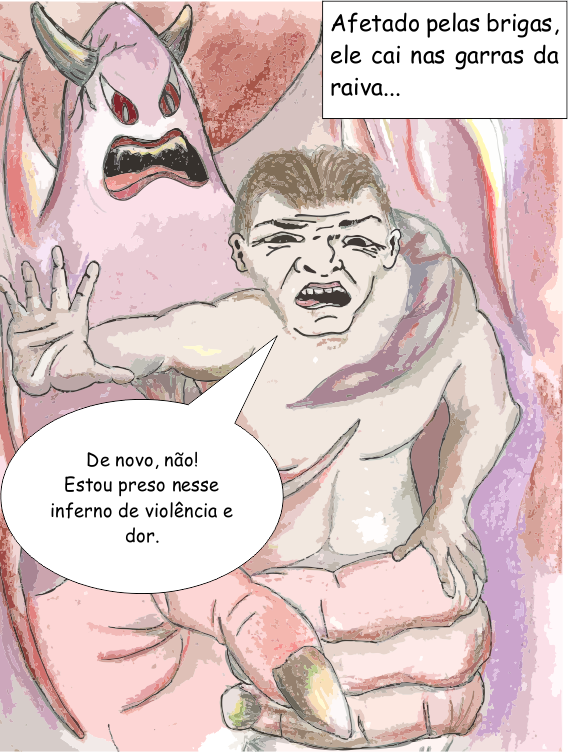 Afetado pelas brigas,
ele cai nas garras da
raiva...
De novo, não!
Estou preso nesse
inferno de violência e
dor.